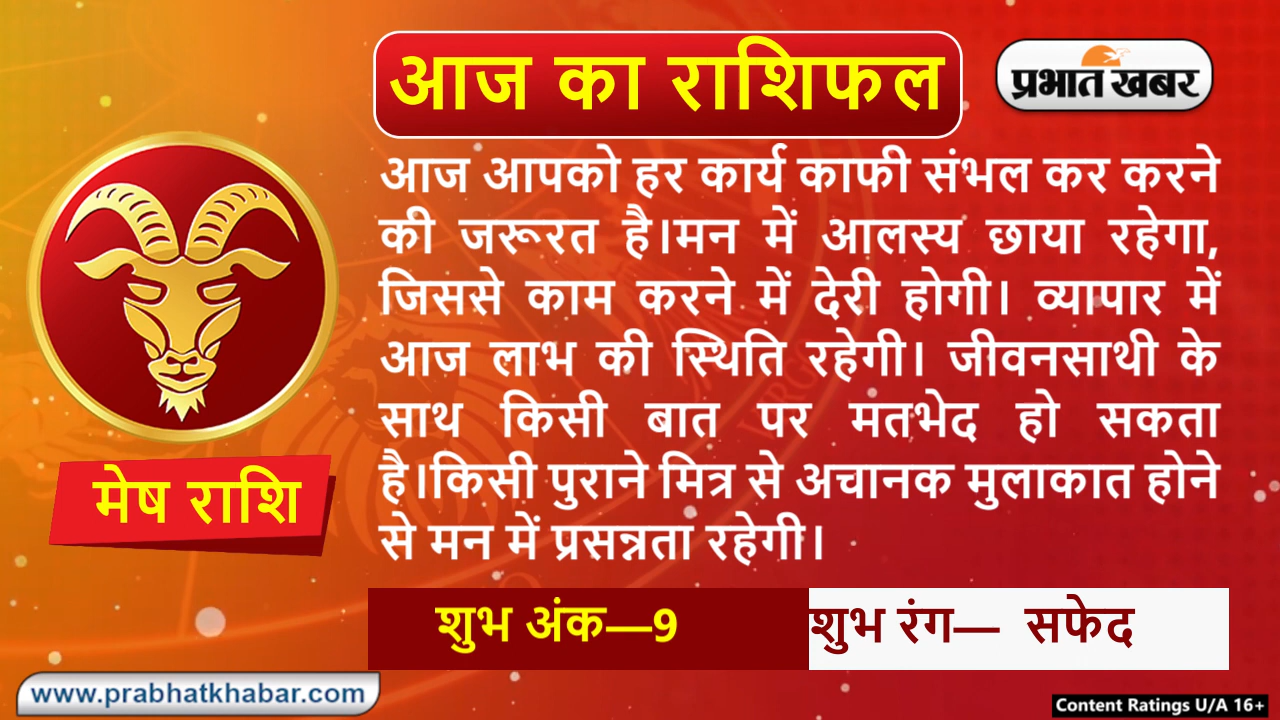 आज का राशिफल
प्रभात खबर
आज आपको हर कार्य काफी संभल कर करने
की जरूरत है।मन में आलस्य छाया रहेगा,
जिससे काम करने में देरी होगी। व्यापार में
आज लाभ की स्थिति रहेगी। जीवनसाथी के
साथ किसी बात पर मतभेद हो सकता
है।किसी पुराने मित्र से अचानक मुलाकात होने
से मन में प्रसन्नता रहेगी।
मेष राशि
शुभ अंक—9
शुभ रंग— सफेद
www.prabhatkhabar.com
Content Ratings U/A 16+